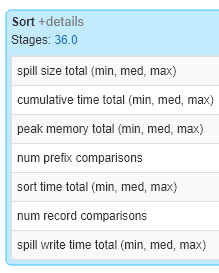 Sort +details
Stages: 36.0
spill size total (min, med, max)
cumulative time total (min, med, max)
peak memory total (min, med, max)
num prefix comparisons
sort time total (min, med, max)
num record comparisons
spill write time total (min, med, max)